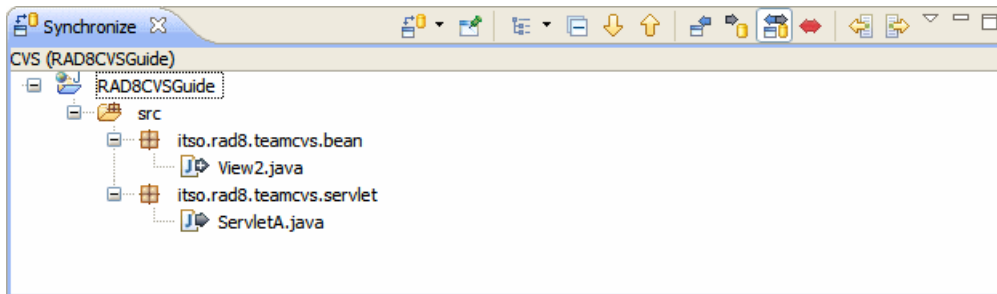 Synchronize
CVS (RAD8CVSGuide)
RAD8CVSGuide
src
itso.rad8.teamcvs.bean
View2.java
itso.rad8.teamcvs.servlet
ServletA.java